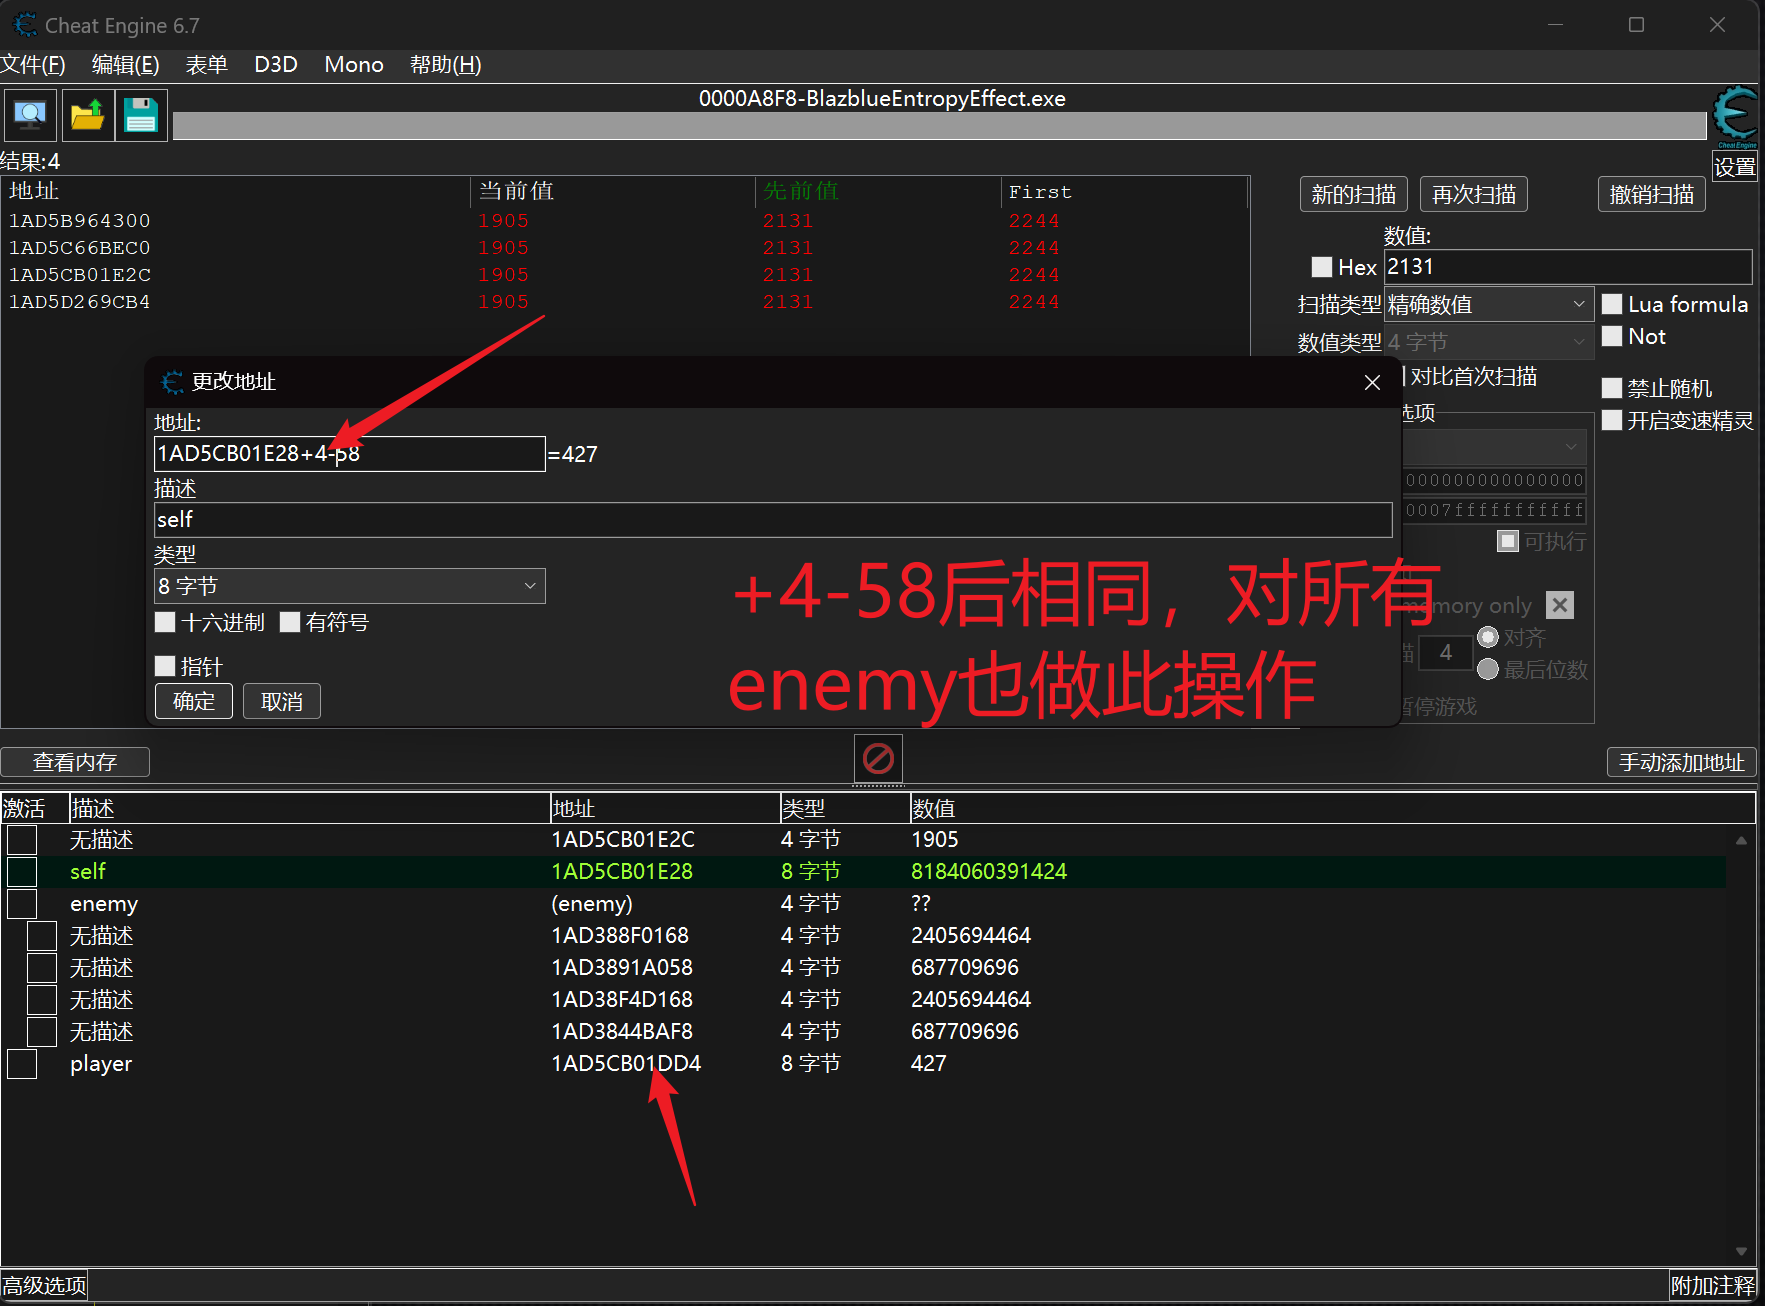 Cheat Engine 6.7
文件(F) 编辑(E) 表单 D3D Mono 帮助(H)
0000A8F8-BlazblueEntropyEffect.exe
Cheat Engine
结果:4
设置
地址 当前值 先前值 First
1AD5B964300 1905 2131 2244
1AD5C66BEC0 1905 2131 2244
1AD5CB01E2C 1905 2131 2244
1AD5D269CB4 1905 2131 2244
新的扫描 再次扫描 撤销扫描
数值:
Hex 2131
扫描类型 精确数值 Lua formula
数值类型 4 字节 Not
对比首次扫描
禁止随机
选项
开启变速精灵
000000000000000
0007fffffffffff
可执行
memory only
描 4 对齐
最后位数
暂停游戏
更改地址
地址:
1AD5CB01E28+4-58 =427
描述
self
类型
8 字节
十六进制 有符号
指针
确定 取消
+4-58后相同，对所有
enemy也做此操作
查看内存 手动添加地址
激活 描述 地址 类型 数值
无描述 1AD5CB01E2C 4 字节 1905
self 1AD5CB01E28 8 字节 8184060391424
enemy (enemy) 4 字节 ??
无描述 1AD388F0168 4 字节 2405694464
无描述 1AD3891A058 4 字节 687709696
无描述 1AD38F4D168 4 字节 2405694464
无描述 1AD3844BAF8 4 字节 687709696
player 1AD5CB01DD4 8 字节 427
高级选项 附加注释